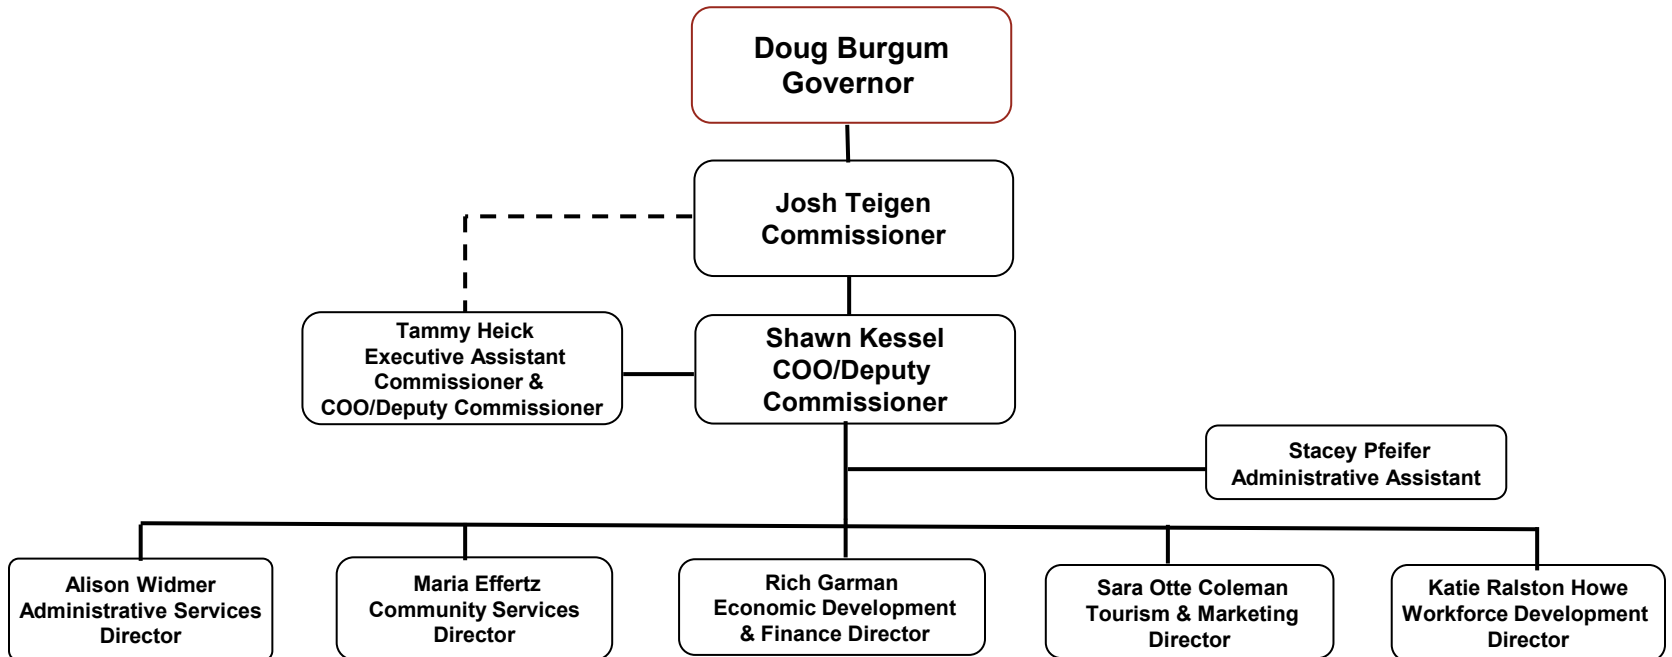 Doug Burgum
Governor
Josh Teigen
Commissioner
Tammy Heick
Executive Assistant
Commissioner &
COO/Deputy Commissioner
Shawn Kessel
COO/Deputy
Commissioner
Stacey Pfeifer
Administrative Assistant
Alison Widmer
Administrative Services
Director
Maria Effertz
Community Services
Director
Rich Garman
Economic Development
& Finance Director
Sara Otte Coleman
Tourism & Marketing
Director
Katie Ralston Howe
Workforce Development
Director